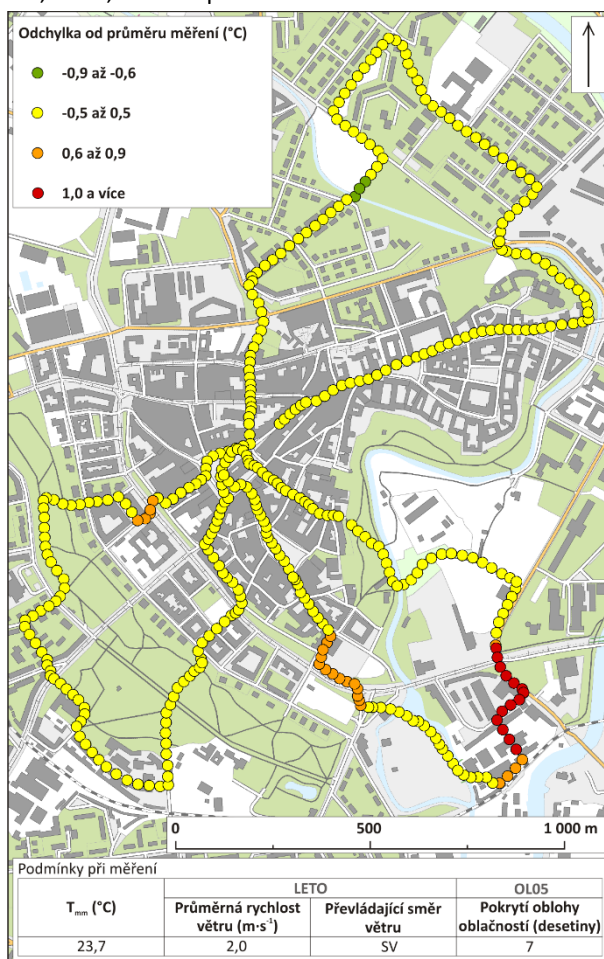 Odchylka od průměru měření (°C)
-0,9 až -0,6
-0,5 až 0,5
0,6 až 0,9
1,0 a více
0 500 1 000 m
Podmínky při měření
LETO OL05
Tmm (°C) Průměrná rychlost větru (m·s-1) Převládající směr větru Pokrytí oblohy oblačností (desetiny)
23,7 2,0 SV 7